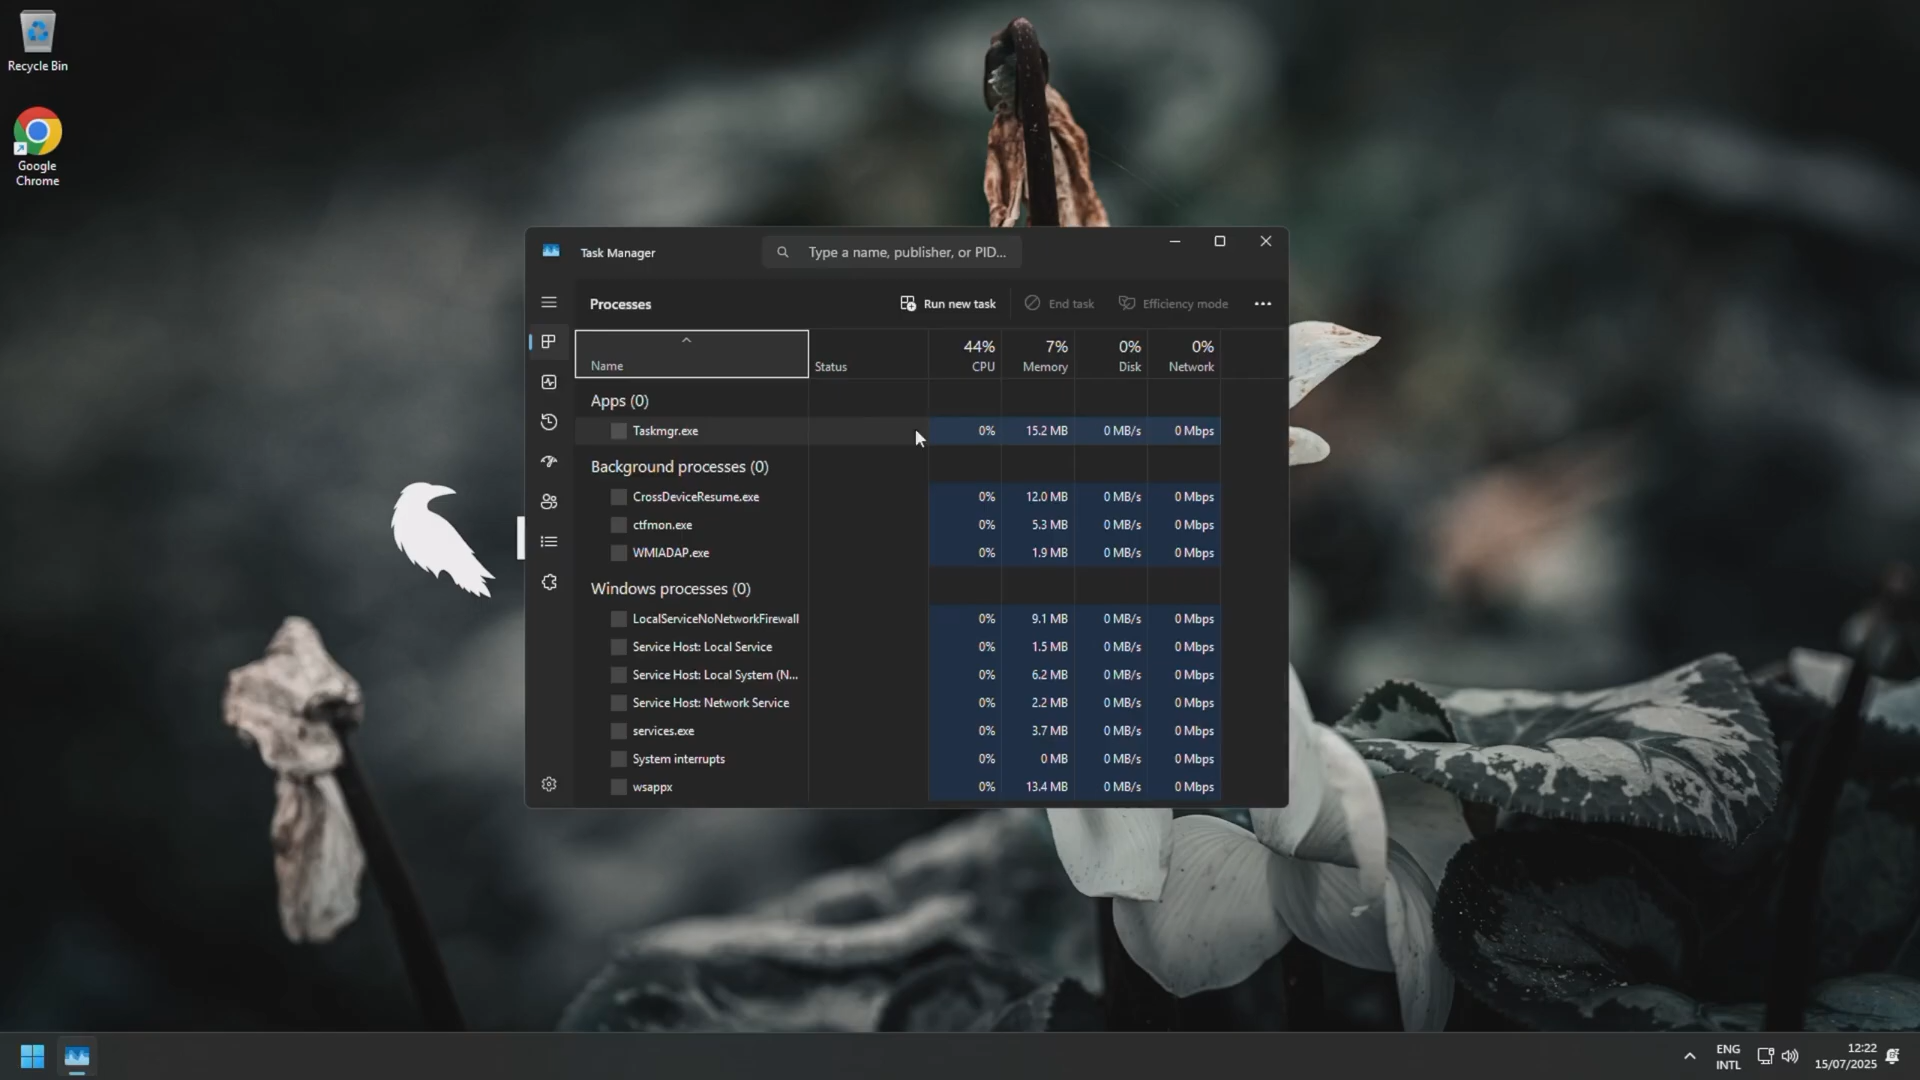 Recycle Bin
Google
Chrome
Task Manager
Type a name, publisher, or PID...
Processes
Run new task
End task
Efficiency mode
Name
Status
44%
CPU
7%
Memory
0%
Disk
0%
Network
Apps (0)
Taskmgr.exe 0% 15.2 MB 0 MB/s 0 Mbps
Background processes (0)
CrossDeviceResume.exe 0% 12.0 MB 0 MB/s 0 Mbps
ctfmon.exe 0% 5.3 MB 0 MB/s 0 Mbps
WMIADAP.exe 0% 1.9 MB 0 MB/s 0 Mbps
Windows processes (0)
LocalServiceNoNetworkFirewall 0% 9.1 MB 0 MB/s 0 Mbps
Service Host: Local Service 0% 1.5 MB 0 MB/s 0 Mbps
Service Host: Local System (N... 0% 6.2 MB 0 MB/s 0 Mbps
Service Host: Network Service 0% 2.2 MB 0 MB/s 0 Mbps
services.exe 0% 3.7 MB 0 MB/s 0 Mbps
System interrupts 0% 0 MB 0 MB/s 0 Mbps
wsappx 0% 13.4 MB 0 MB/s 0 Mbps
ENG
INTL
12:22
15/07/2025